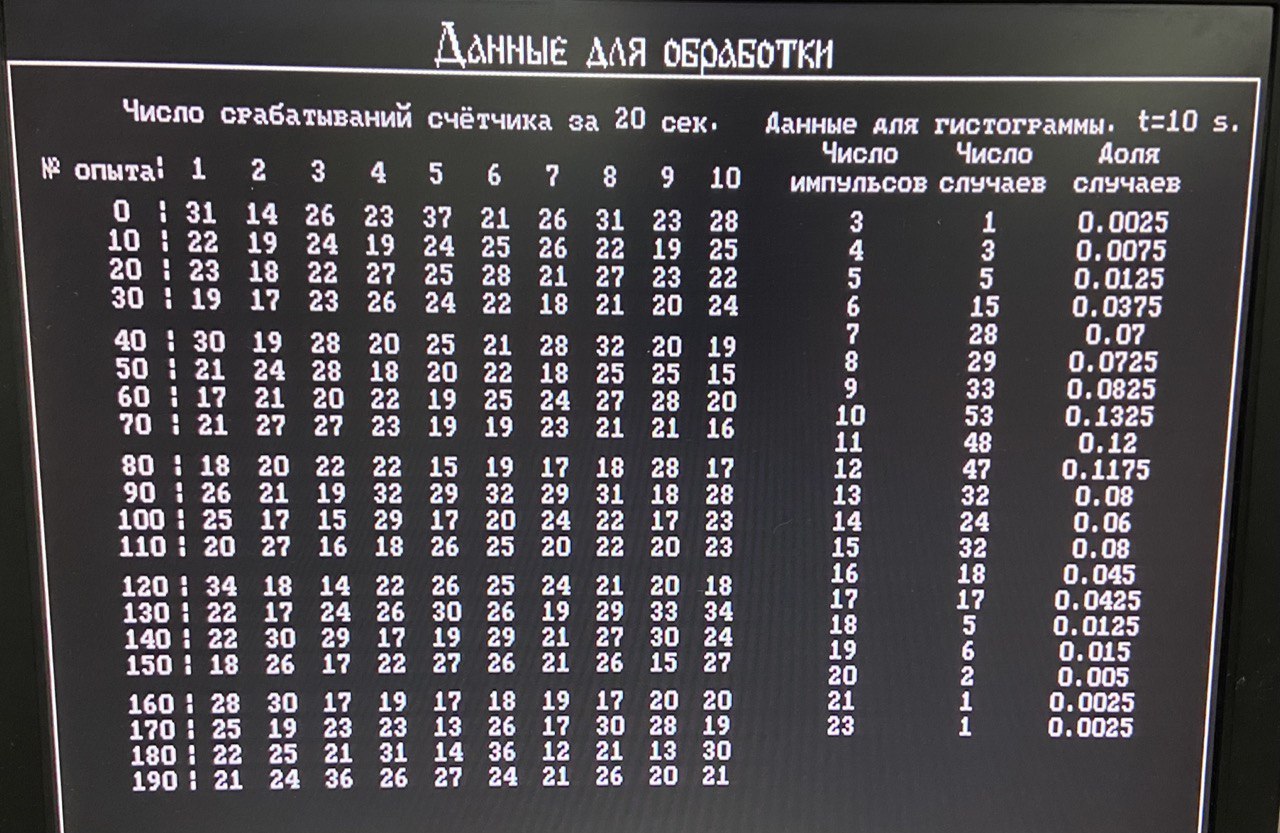 Данные для обработки
Число срабатываний счётчика за 20 сек.
№ опыта¦ 1 2 3 4 5 6 7 8 9 10
0 ¦ 31 14 26 23 37 21 26 31 23 28
10 ¦ 22 19 24 19 24 25 26 22 19 25
20 ¦ 23 18 22 27 25 28 21 27 23 22
30 ¦ 19 17 23 26 24 22 18 21 20 24
40 ¦ 30 19 28 20 25 21 28 32 20 19
50 ¦ 21 24 28 18 20 22 18 25 25 15
60 ¦ 17 21 20 22 19 25 24 27 28 20
70 ¦ 21 27 27 23 19 19 23 21 21 16
80 ¦ 18 20 22 22 15 19 17 18 28 17
90 ¦ 26 21 19 32 29 32 29 31 18 28
100 ¦ 25 17 15 29 17 20 24 22 17 23
110 ¦ 20 27 16 18 26 25 20 22 20 23
120 ¦ 34 18 14 22 26 25 24 21 20 18
130 ¦ 22 17 24 26 30 26 19 29 33 34
140 ¦ 22 30 29 17 19 29 21 27 30 24
150 ¦ 18 26 17 22 27 26 21 26 15 27
160 ¦ 28 30 17 19 17 18 19 17 20 20
170 ¦ 25 19 23 23 13 26 17 30 28 19
180 ¦ 22 25 21 31 14 36 12 21 13 30
190 ¦ 21 24 36 26 27 24 21 26 20 21
Данные для гистограммы. t=10 s.
Число Число Доля
импульсов случаев случаев
3 1 0.0025
4 3 0.0075
5 5 0.0125
6 15 0.0375
7 28 0.07
8 29 0.0725
9 33 0.0825
10 53 0.1325
11 48 0.12
12 47 0.1175
13 32 0.08
14 24 0.06
15 32 0.08
16 18 0.045
17 17 0.0425
18 5 0.0125
19 6 0.015
20 2 0.005
21 1 0.0025
23 1 0.0025